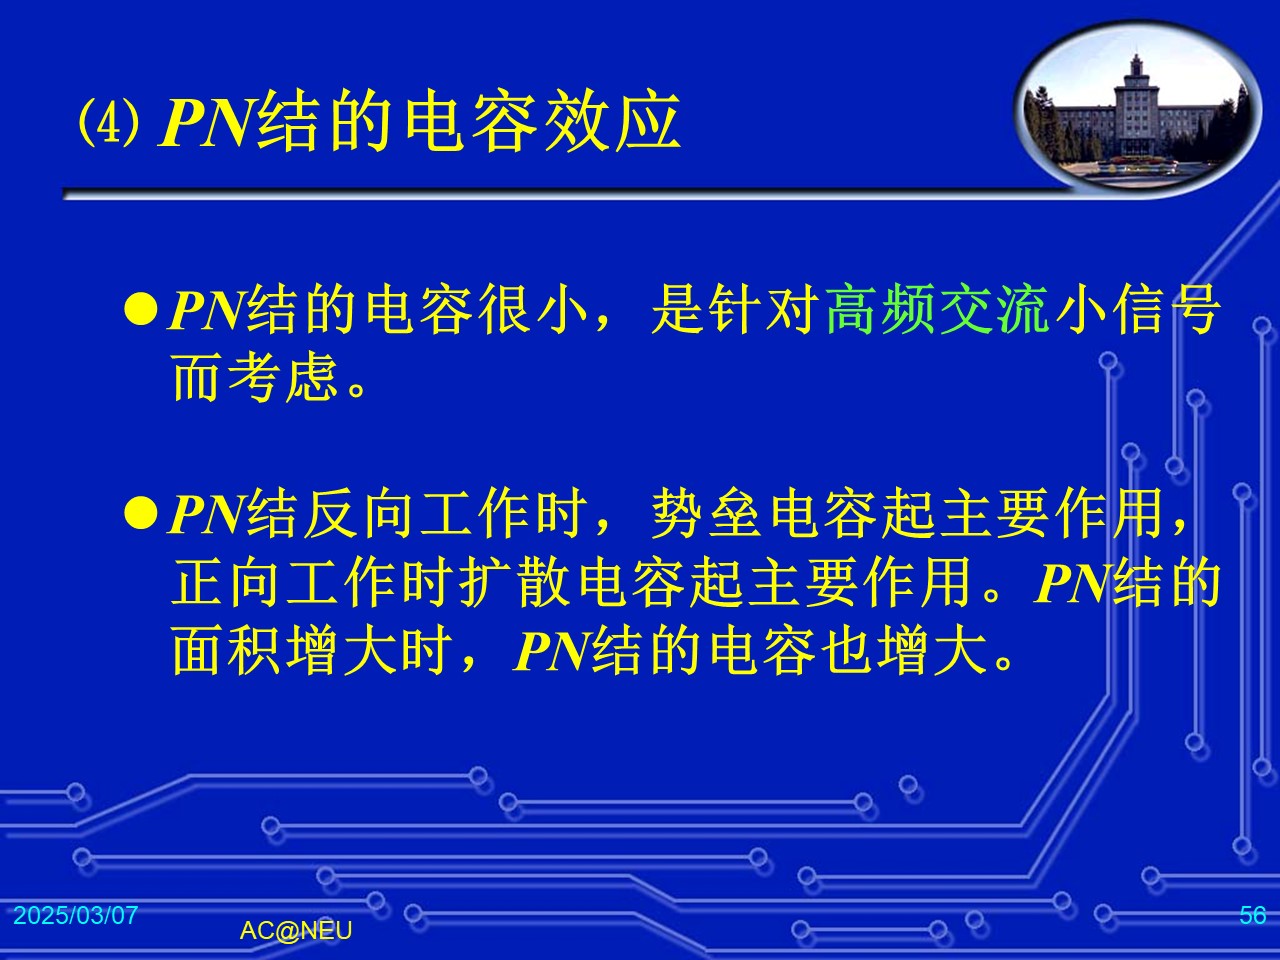 (4) PN结的电容效应
●PN结的电容很小，是针对高频交流小信号
而考虑。
●PN结反向工作时，势垒电容起主要作用，
正向工作时扩散电容起主要作用。PN结的
面积增大时，PN结的电容也增大。
2025/03/07
AC@NEU
56